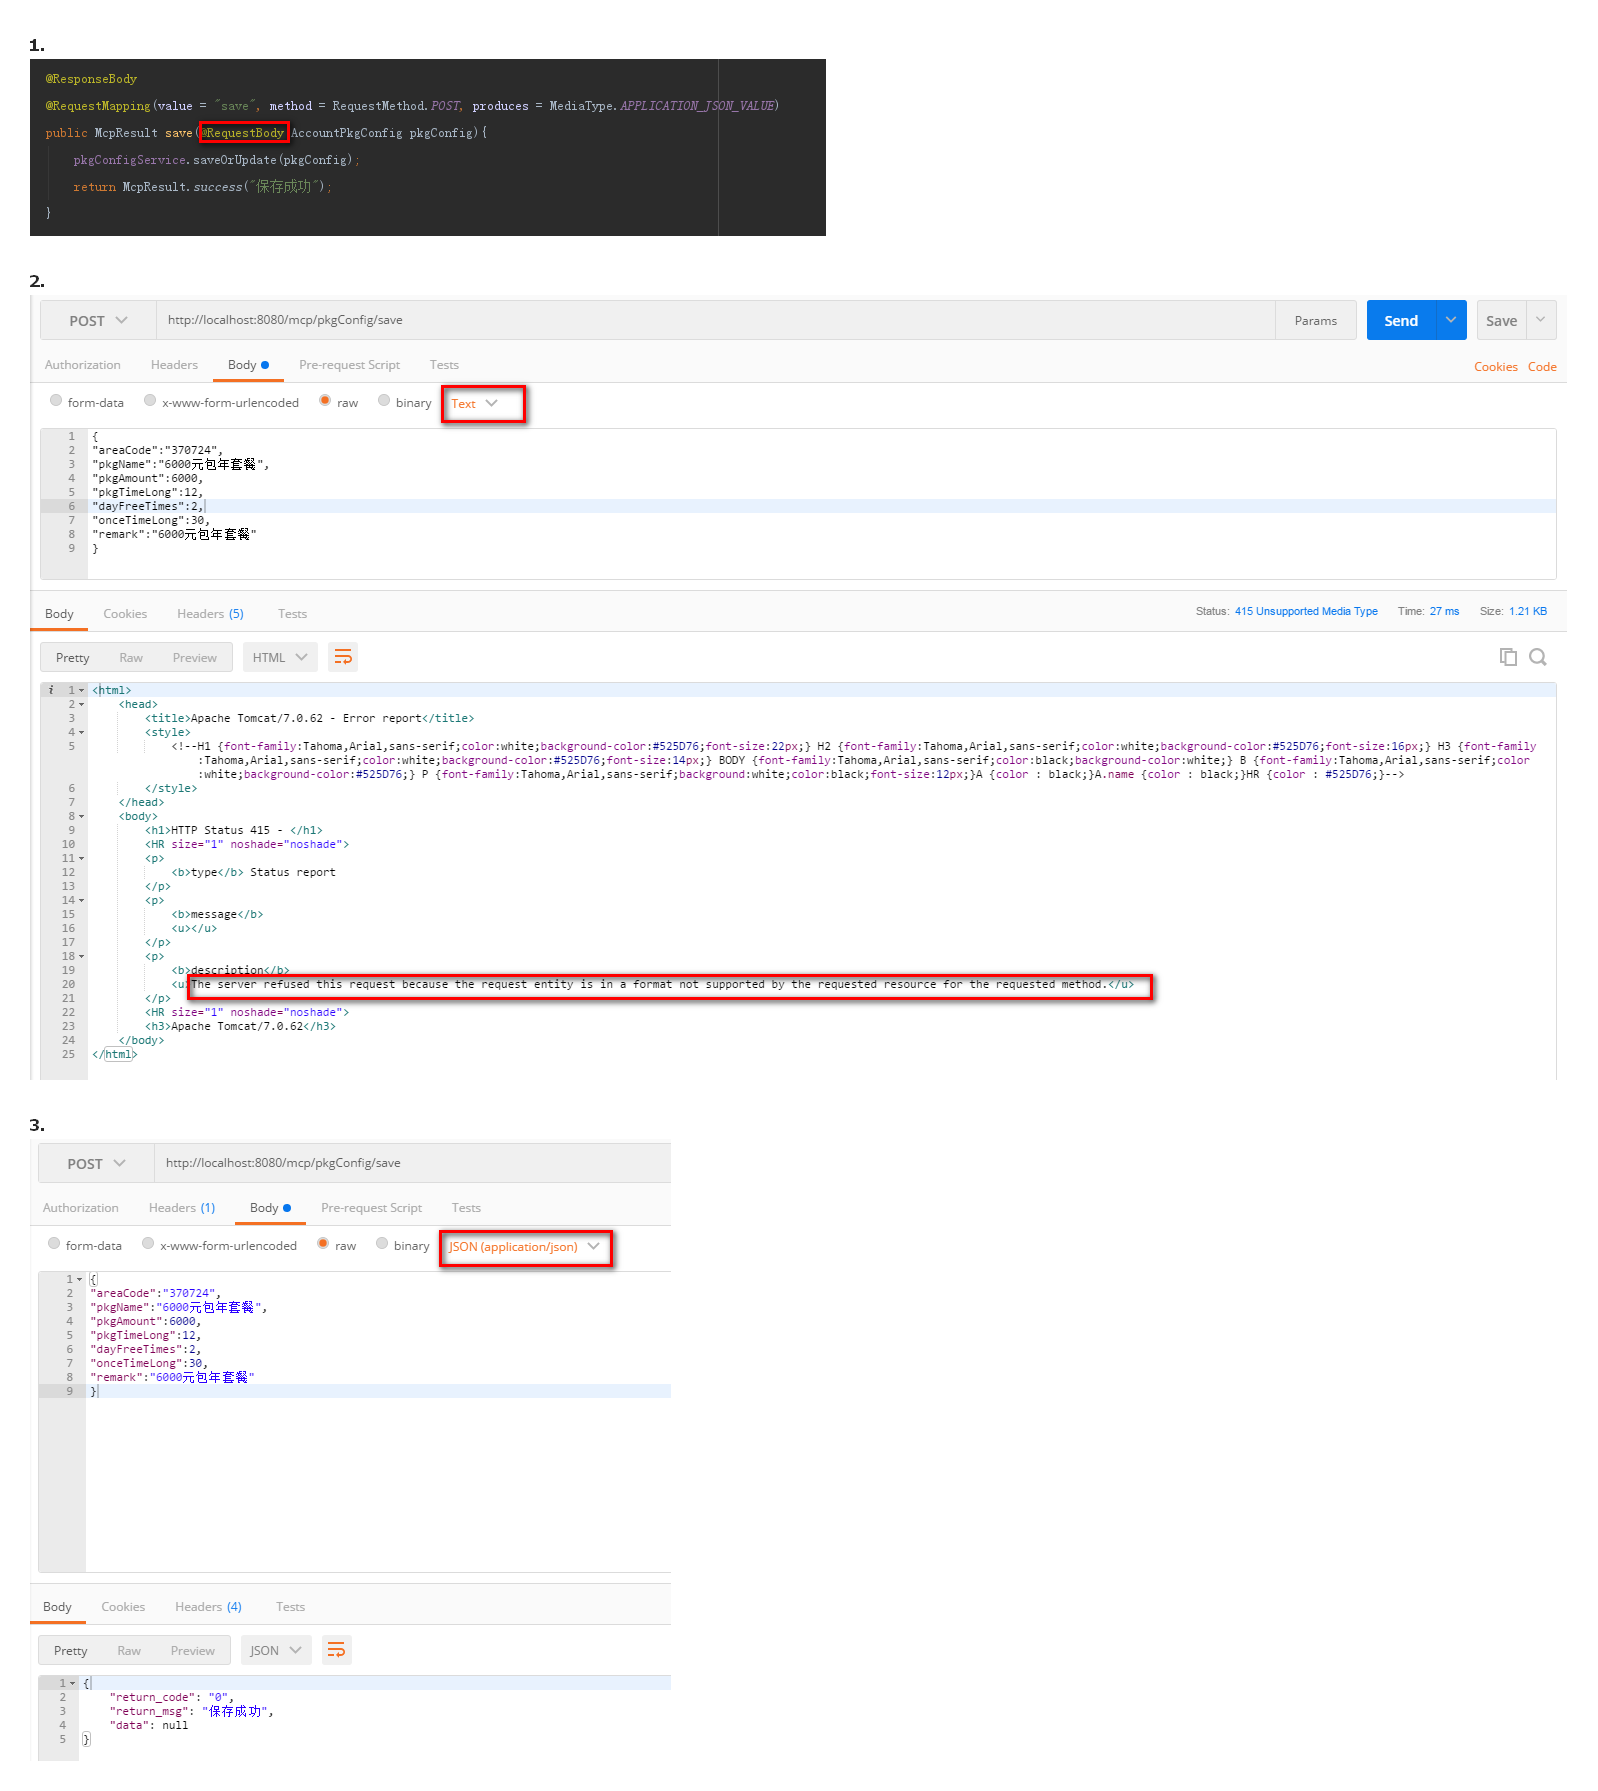 1.
@ResponseBody
@RequestMapping(value = "save", method = RequestMethod.POST, produces = MediaType.APPLICATION_JSON_VALUE)
public McpResult save(@RequestBody AccountPkgConfig pkgConfig){
pkgConfigService.saveOrUpdate(pkgConfig);
return McpResult.success("保存成功");
}
2.
POST http://localhost:8080/mcp/pkgConfig/save Params Send Save
Authorization Headers Body Pre-request Script Tests Cookies Code
form-data x-www-form-urlencoded raw binary Text
1 {
2 "areaCode":"370724",
3 "pkgName":"6000元包年套餐",
4 "pkgAmount":6000,
5 "pkgTimeLong":12,
6 "dayFreeTimes":2,
7 "onceTimeLong":30,
8 "remark":"6000元包年套餐"
9 }
Body Cookies Headers (5) Tests Status: 415 Unsupported Media Type Time: 27 ms Size: 1.21 KB
Pretty Raw Preview HTML
i 1 <html>
2 <head>
3 <title>Apache Tomcat/7.0.62 - Error report</title>
4 <style>
5 <!--H1 {font-family:Tahoma,Arial,sans-serif;color:white;background-color:#525D76;font-size:22px;} H2 {font-family:Tahoma,Arial,sans-serif;color:white;background-color:#525D76;font-size:16px;} H3 {font-family
:Tahoma,Arial,sans-serif;color:white;background-color:#525D76;font-size:14px;} BODY {font-family:Tahoma,Arial,sans-serif;color:black;background-color:white;} B {font-family:Tahoma,Arial,sans-serif;color
:white;background-color:#525D76;} P {font-family:Tahoma,Arial,sans-serif;background:white;color:black;font-size:12px;}A {color : black;}A.name {color : black;}HR {color : #525D76;}-->
6 </style>
7 </head>
8 <body>
9 <h1>HTTP Status 415 - </h1>
10 <HR size="1" noshade="noshade">
11 <p>
12 <b>type</b> Status report
13 </p>
14 <p>
15 <b>message</b>
16 <u></u>
17 </p>
18 <p>
19 <b>description</b>
20 <u>The server refused this request because the request entity is in a format not supported by the requested resource for the requested method.</u>
21 </p>
22 <HR size="1" noshade="noshade">
23 <h3>Apache Tomcat/7.0.62</h3>
24 </body>
25 </html>
3.
POST http://localhost:8080/mcp/pkgConfig/save
Authorization Headers (1) Body Pre-request Script Tests
form-data x-www-form-urlencoded raw binary JSON (application/json)
1 {
2 "areaCode":"370724",
3 "pkgName":"6000元包年套餐",
4 "pkgAmount":6000,
5 "pkgTimeLong":12,
6 "dayFreeTimes":2,
7 "onceTimeLong":30,
8 "remark":"6000元包年套餐"
9 }
Body Cookies Headers (4) Tests
Pretty Raw Preview JSON
1 {
2 "return_code": "0",
3 "return_msg": "保存成功",
4 "data": null
5 }